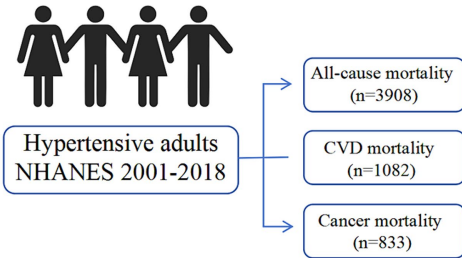 Hypertensive adults
NHANES 2001-2018
All-cause mortality
(n=3908)
CVD mortality
(n=1082)
Cancer mortality
(n=833)